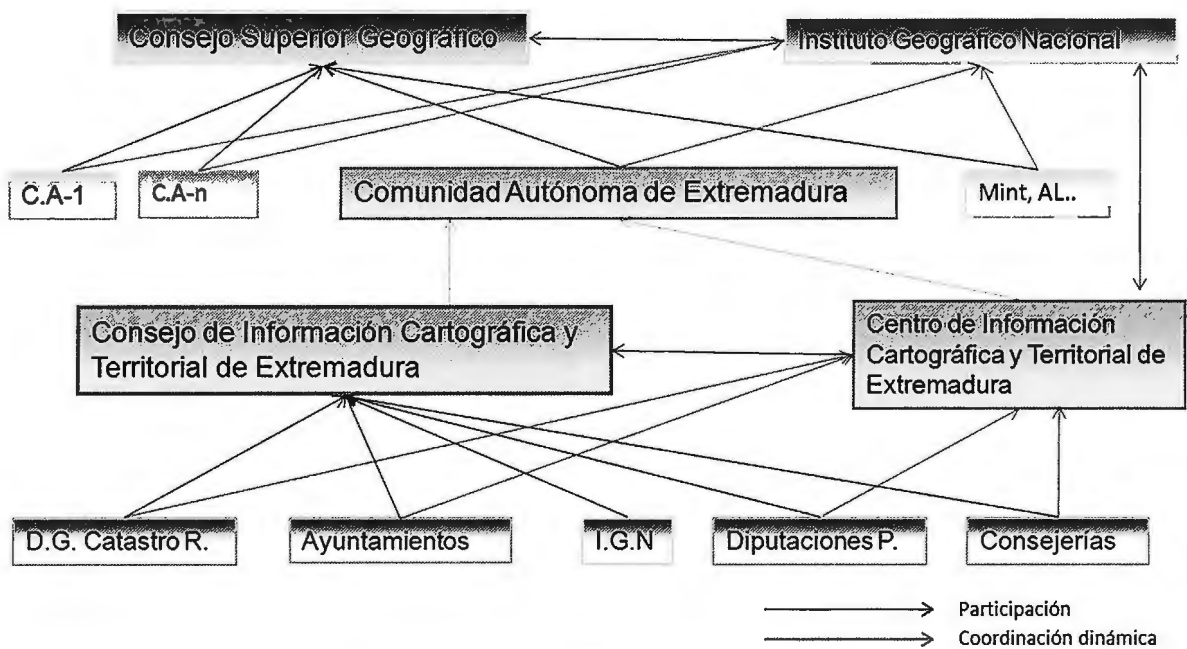 Consejo Superior Geográfico
Instituto Geográfico Nacional
C.A-1
C.A-n
Comunidad Autónoma de Extremadura
Mint, AL..
Consejo de Información Cartográfica y
Territorial de Extremadura
Centro de Información
Cartográfica y Territorial de
Extremadura
D.G. Catastro R.
Ayuntamientos
I.G.N
Diputaciones P.
Consejerías
Participación
Coordinación dinámica